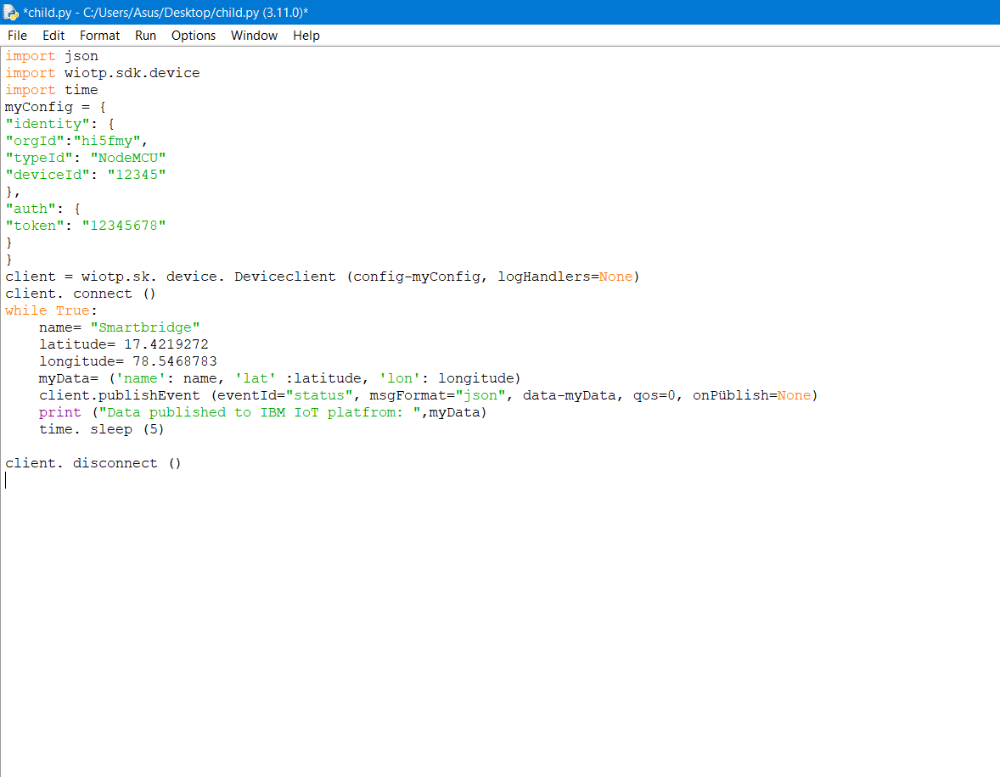 *child.py - C:/Users/Asus/Desktop/child.py (3.11.0)*
File Edit Format Run Options Window Help
import json
import wiotp.sdk.device
import time
myConfig = {
"identity": {
"orgId":"hi5fmy",
"typeId": "NodeMCU"
"deviceId": "12345"
},
"auth": {
"token": "12345678"
}
}
client = wiotp.sk. device. Deviceclient (config-myConfig, logHandlers=None)
client. connect ()
while True:
    name= "Smartbridge"
    latitude= 17.4219272
    longitude= 78.5468783
    myData= ('name': name, 'lat' :latitude, 'lon': longitude)
    client.publishEvent (eventId="status", msgFormat="json", data-myData, qos=0, onPüblish=None)
    print ("Data published to IBM IoT platfrom: ",myData)
    time. sleep (5)
client. disconnect ()